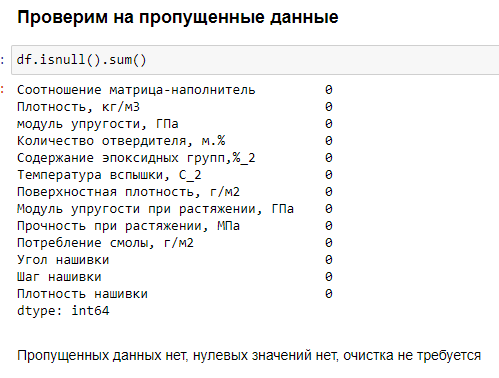 Проверим на пропущенные данные
: df.isnull().sum()
: Соотношение матрица-наполнитель 0
Плотность, кг/м3 0
модуль упругости, ГПа 0
Количество отвердителя, м.% 0
Содержание эпоксидных групп,%_2 0
Температура вспышки, С_2 0
Поверхностная плотность, г/м2 0
Модуль упругости при растяжении, ГПа 0
Прочность при растяжении, МПа 0
Потребление смолы, г/м2 0
Угол нашивки 0
Шаг нашивки 0
Плотность нашивки 0
dtype: int64
Пропущенных данных нет, нулевых значений нет, очистка не требуется